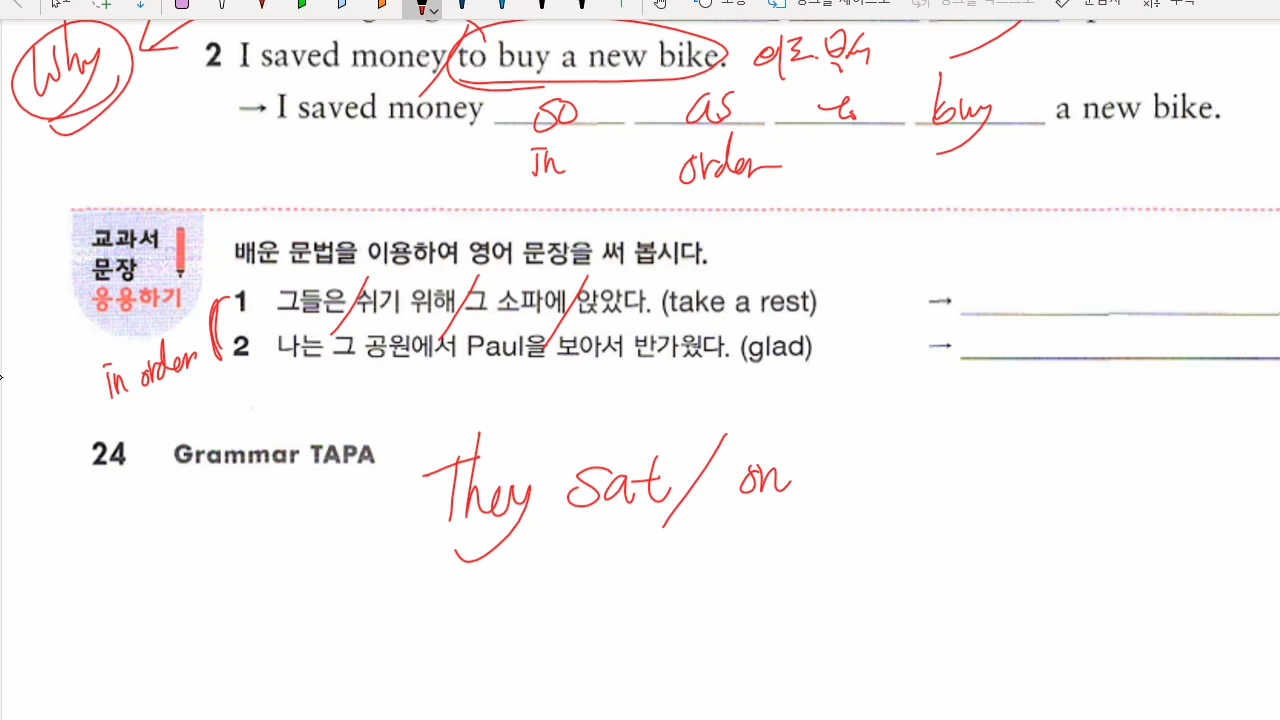 Why
2 I saved money to buy a new bike.
→ I saved money so as to buy a new bike.
in order
교과서
문장
응용하기
배운 문법을 이용하여 영어 문장을 써 봅시다.
1 그들은 쉬기 위해 그 소파에 앉았다. (take a rest) →
2 나는 그 공원에서 Paul을 보아서 반가웠다. (glad) →
in order
24 Grammar TAPA
They sat / on